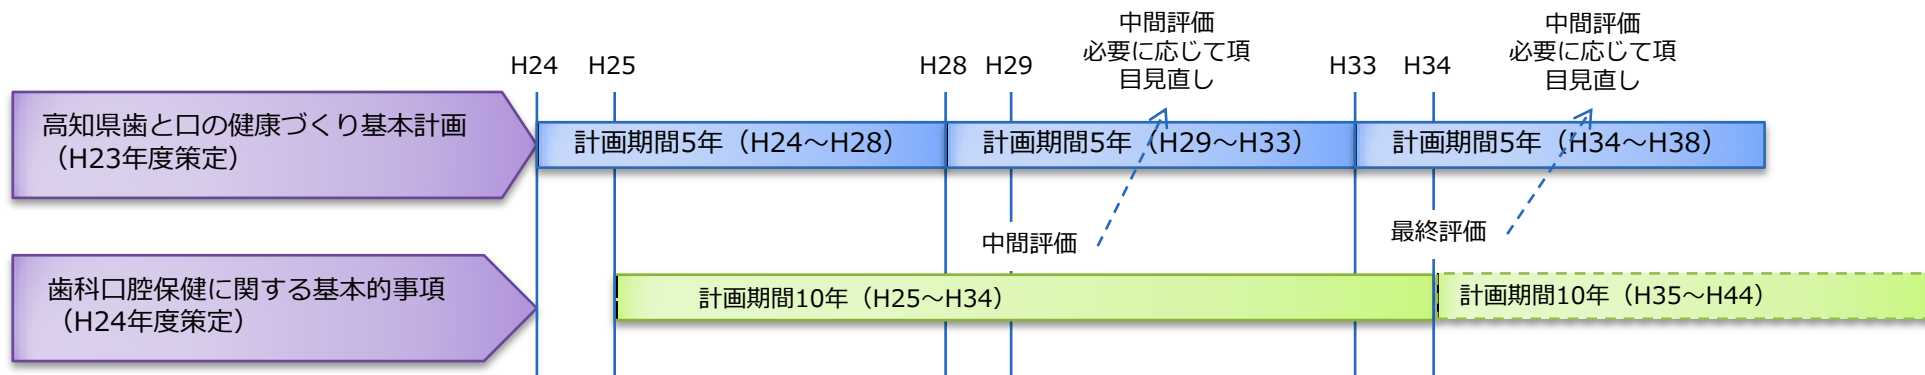 中間評価
必要に応じて項
目見直し
中間評価
必要に応じて項
目見直し
H24
H25
H28
H29
H33
H34
高知県歯と口の健康づくり基本計画
（H23年度策定）
計画期間5年（H24～H28）
計画期間5年（H29～H33）
計画期間5年（H34～H38）
中間評価
最終評価
歯科口腔保健に関する基本的事項
（H24年度策定）
計画期間10年（H25～H34）
計画期間10年（H35～H44）